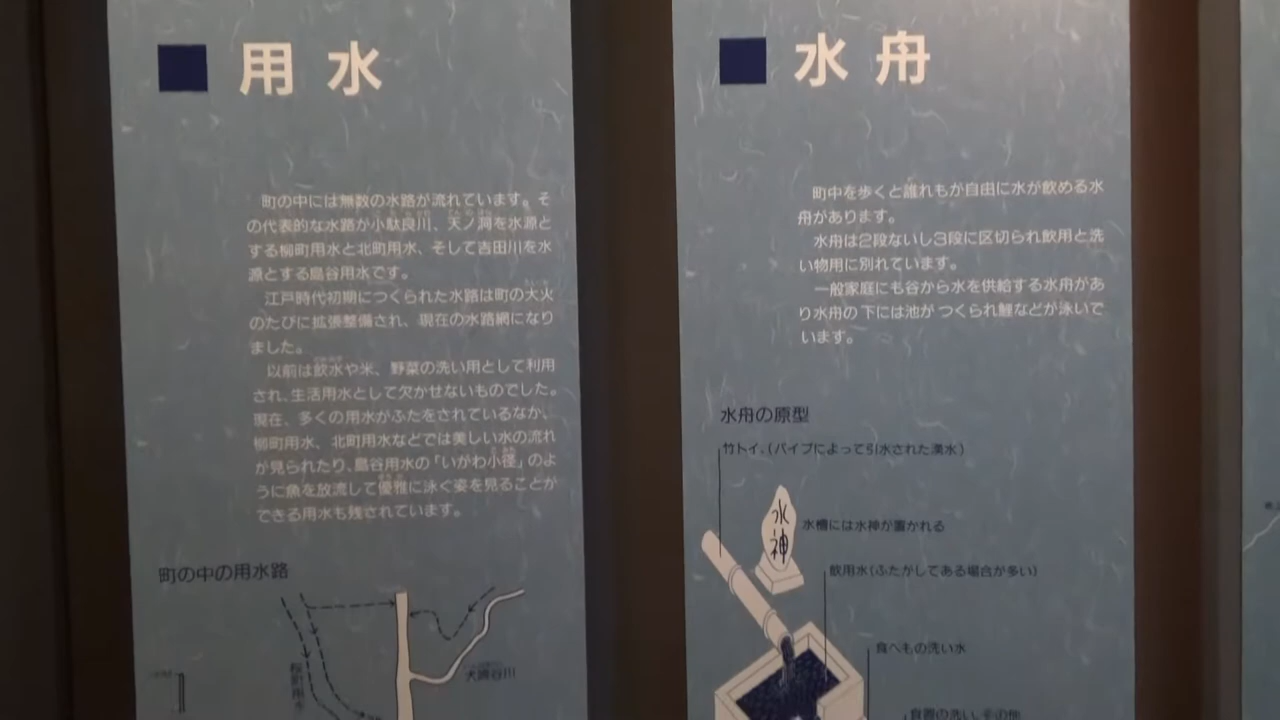 用水
町の中には無数の水路が流れています。そ
の代表的な水路が小駄良川、天ノ洞を水源と
する柳町用水と北町用水、そして吉田川を水
源とする島谷用水です。
江戸時代初期につくられた水路は町の大火
のたびに拡張整備され、現在の水路網になり
ました。
以前は飲水や米、野菜の洗い用として利用
され、生活用水として欠かせないものでした。
現在、多くの用水がふたをされているなか、
柳町用水、北町用水などでは美しい水の流れ
が見られたり、島谷用水の「いがわ小径」のよ
うに魚を放流して優雅に泳ぐ姿を見ることが
できる用水も残されています。
町の中の用水路
水舟
町中を歩くと誰れもが自由に水が飲める水
舟があります。
水舟は2段ないし3段に区切られ飲用と洗
い物用に別れています。
一般家庭にも谷から水を供給する水舟があ
り水舟の下には池がつくられ鯉などが泳いで
います。
水舟の原型
竹トイ、(パイプによって引水された湧水)
水神
水槽には水神が置かれる
飲用水(ふたがしてある場合が多い)
食べもの洗い水
食器の洗い、その他